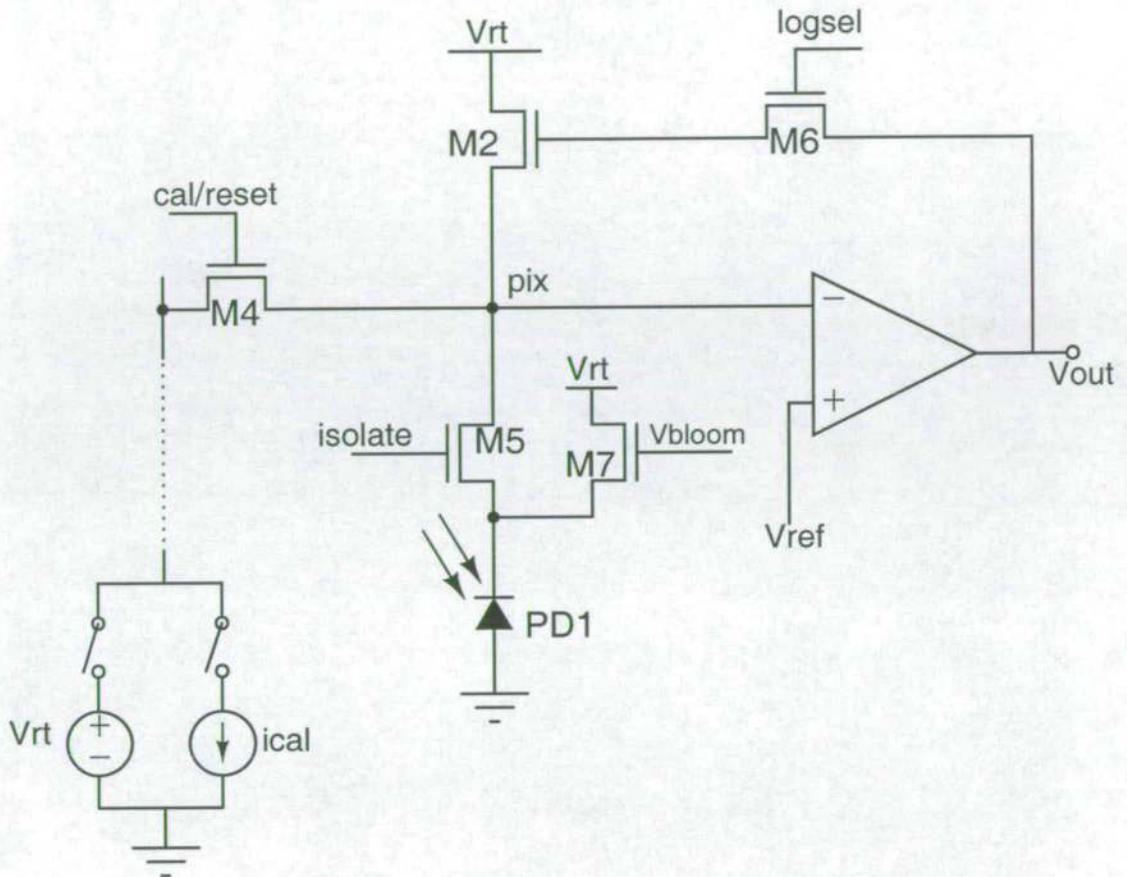 Vrt
logsel
M2
M6
cal/reset
pix
M4
−
Vrt
Vout
+
isolate
M5
Vbloom
M7
Vref
PD1
Vrt
+
−
ical